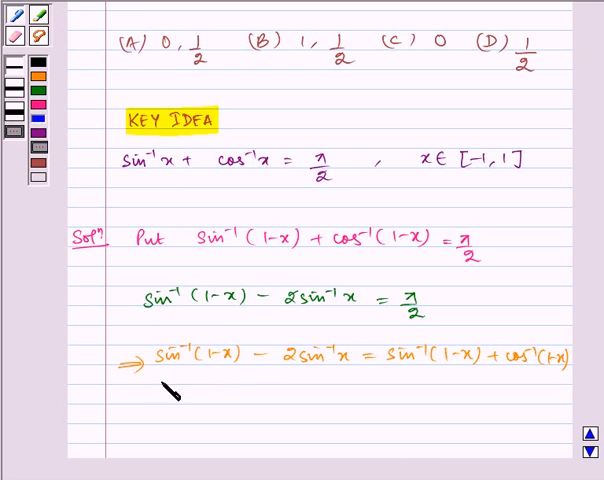 (A) 0, 1/2 (B) 1, 1/2 (C) 0 (D) 1/2
KEY IDEA
sin⁻¹x + cos⁻¹x = π/2 , x ∈ [-1, 1]
Solⁿ: Put sin⁻¹(1-x) + cos⁻¹(1-x) = π/2
sin⁻¹(1-x) - 2sin⁻¹x = π/2
⇒ sin⁻¹(1-x) - 2sin⁻¹x = sin⁻¹(1-x) + cos⁻¹(1-x)